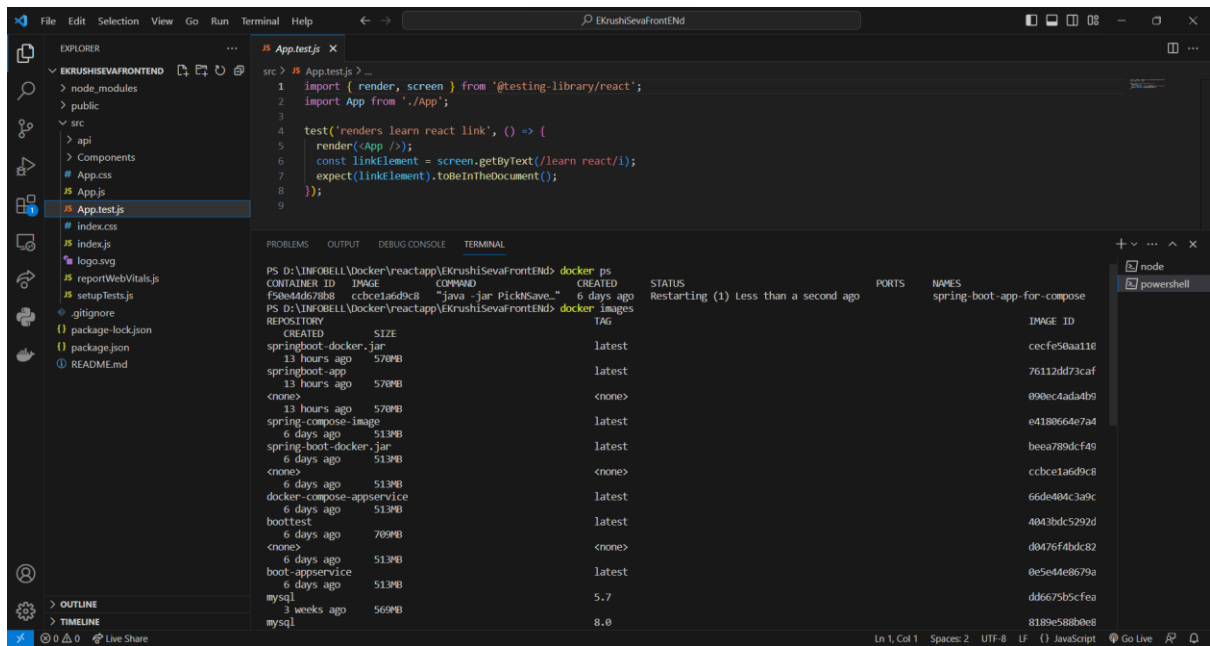 File Edit Selection View Go Run Terminal Help
EKrushiSevaFrontENd
EXPLORER
EKRUSHISEVAFRONTEND
node_modules
public
src
api
Components
# App.css
JS App.js
JS App.test.js
# index.css
JS index.js
logo.svg
JS reportWebVitals.js
JS setupTests.js
.gitignore
{} package-lock.json
{} package.json
README.md
OUTLINE
TIMELINE
1
JS App.test.js
src > JS App.test.js > ...
1 import { render, screen } from '@testing-library/react';
2 import App from './App';
3
4 test('renders learn react link', () => {
5 render(<App />);
6 const linkElement = screen.getByText(/learn react/i);
7 expect(linkElement).toBeInTheDocument();
8 });
9
PROBLEMS OUTPUT DEBUG CONSOLE TERMINAL
node
powershell
PS D:\INFOBELL\Docker\reactapp\EKrushiSevaFrontENd> docker ps
CONTAINER ID IMAGE COMMAND CREATED STATUS PORTS NAMES
f50e44d678b8 ccbce1a6d9c8 "java -jar PickNSave…" 6 days ago Restarting (1) Less than a second ago spring-boot-app-for-compose
PS D:\INFOBELL\Docker\reactapp\EKrushiSevaFrontENd> docker images
REPOSITORY TAG IMAGE ID
CREATED SIZE
springboot-docker.jar latest cecfe50aa110
13 hours ago 570MB
springboot-app latest 76112dd73caf
13 hours ago 570MB
<none> <none> 090ec4ada4b9
13 hours ago 570MB
spring-compose-image latest e4180664e7a4
6 days ago 513MB
spring-boot-docker.jar latest beea789dcf49
6 days ago 513MB
<none> <none> ccbce1a6d9c8
6 days ago 513MB
docker-compose-appservice latest 66de404c3a9c
6 days ago 513MB
boottest latest 4043bdc5292d
6 days ago 709MB
<none> <none> d0476f4bdc82
6 days ago 513MB
boot-appservice latest 0e5e44e8679a
6 days ago 513MB
mysql 5.7 dd6675b5cfea
3 weeks ago 569MB
mysql 8.0 8189e588b0e8
0 0 Live Share
Ln 1, Col 1 Spaces: 2 UTF-8 LF {} JavaScript Go Live